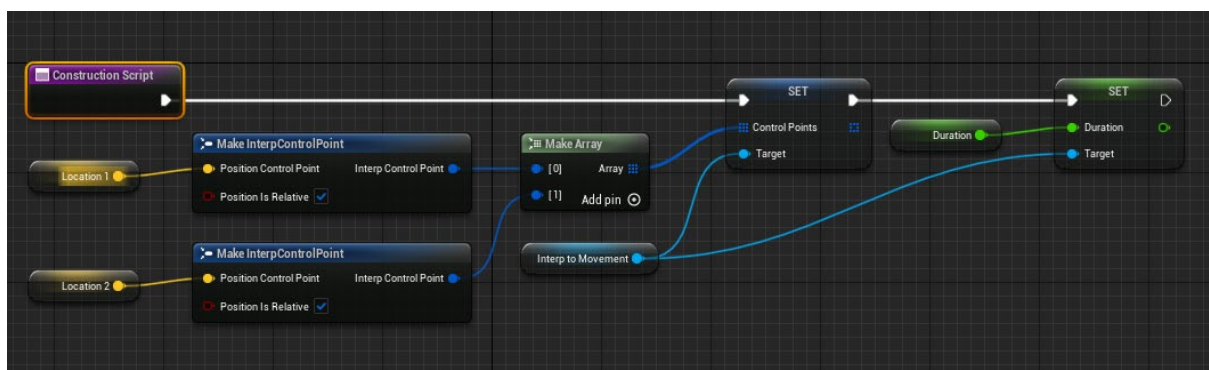 Construction Script
SET
SET
Control Points
Duration
Duration
Target
Target
Make InterpControlPoint
Make Array
Location 1
Position Control Point
Interp Control Point
[0]
Array
Position Is Relative
[1]
Add pin
Interp to Movement
Make InterpControlPoint
Location 2
Position Control Point
Interp Control Point
Position Is Relative